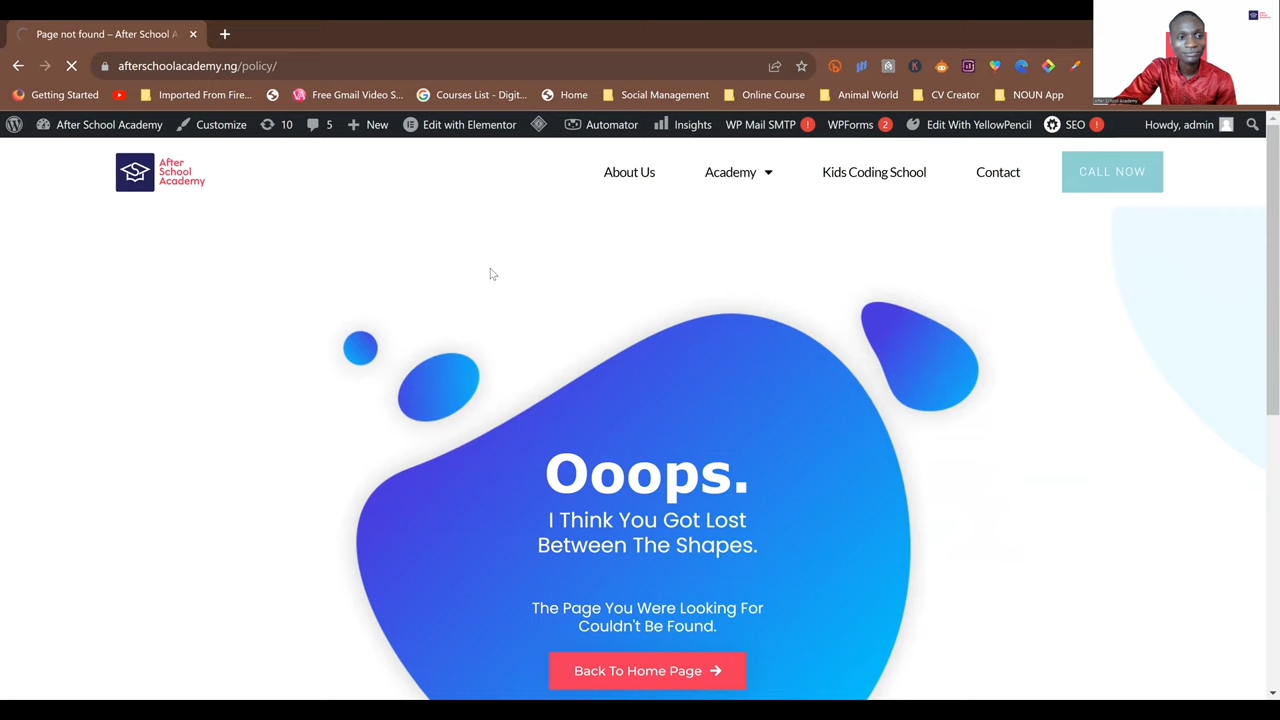 Page not found – After School A
afterschoolacademy.ng/policy/
Getting Started
Imported From Fire...
Free Gmail Video S...
Courses List - Digit...
Home
Social Management
Online Course
Animal World
CV Creator
NOUN App
After School Academy
Customize
10
5
New
Edit with Elementor
Automator
Insights
WP Mail SMTP !
WPForms 2
Edit With YellowPencil
SEO !
Howdy, admin
After
School
Academy
About Us
Academy
Kids Coding School
Contact
CALL NOW
Ooops.
I Think You Got Lost
Between The Shapes.
The Page You Were Looking For
Couldn't Be Found.
Back To Home Page
After School Academy